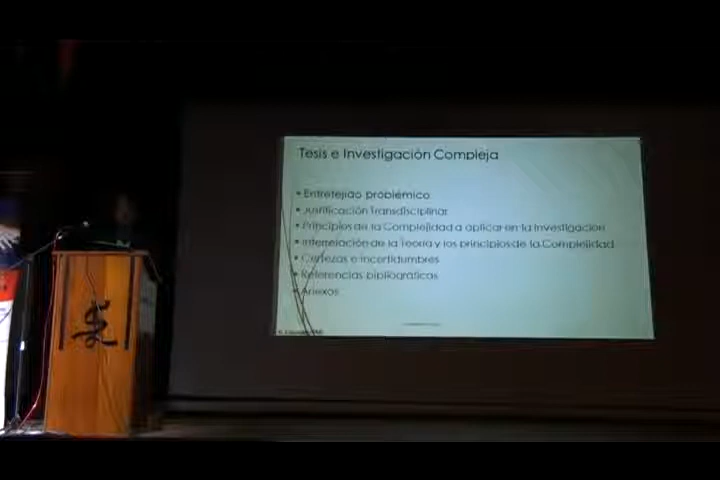 Tesis e Investigación Compleja
• Entretejido problémico
• Justificación Transdisciplinar
• Principios de la Complejidad a aplicar en la Investigación
• Interrelación de la Teoría y los principios de la Complejidad
• Certezas e incertidumbres
• Referencias bibliográficas
• Anexos